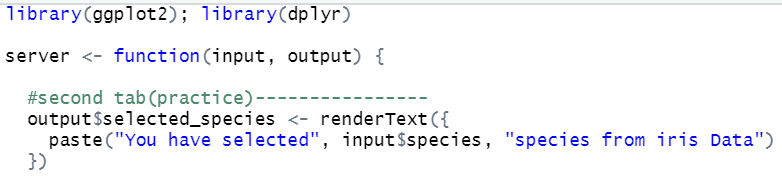 library(ggplot2); library(dplyr)
server <- function(input, output) {
#second tab(practice)----------------
output$selected_species <- renderText({
paste("You have selected", input$species, "species from iris Data")
})